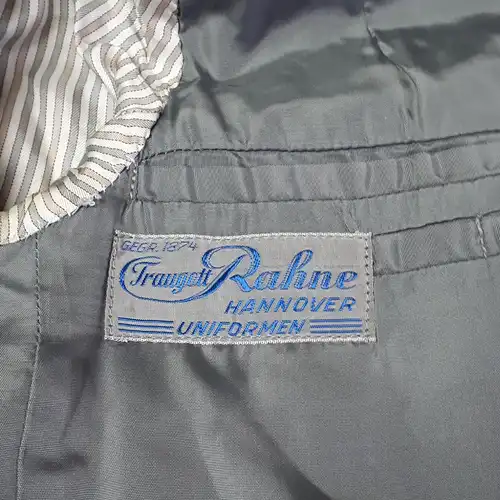 GEGR. 1874
Traugott Rahne
HANNOVER
UNIFORMEN